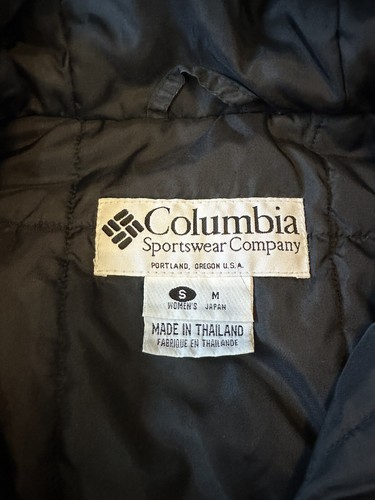 Columbia
Sportswear Company
PORTLAND, OREGON U.S.A.
S M
WOMEN'S JAPAN
MADE IN THAILAND
FABRIQUE EN THAILANDE